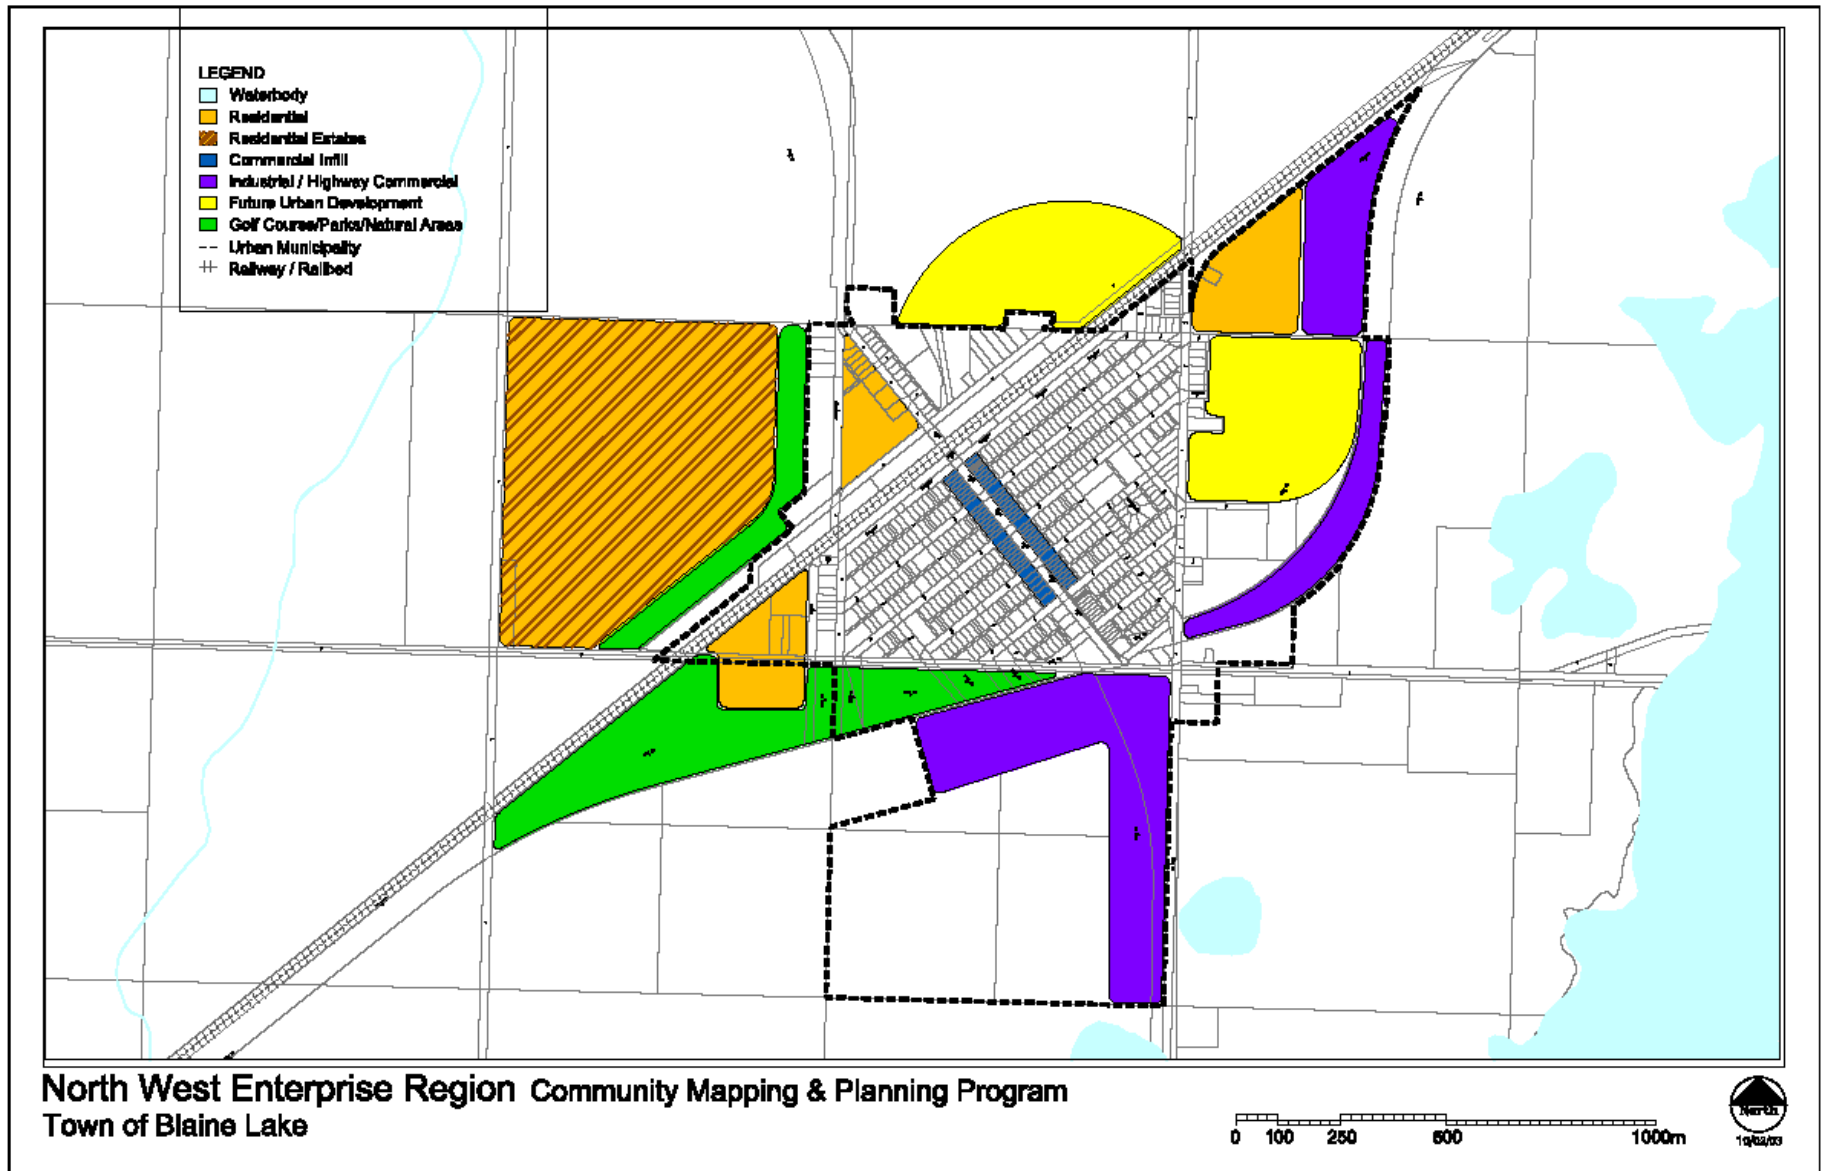 LEGEND
Waterbody
Residential
Residential Estates
Commercial Infill
Industrial / Highway Commercial
Future Urban Development
Golf Course/Parks/Natural Areas
Urban Municipality
Railway / Railbed
North West Enterprise Region Community Mapping & Planning Program
Town of Blaine Lake
0 100 250 500 1000m
North